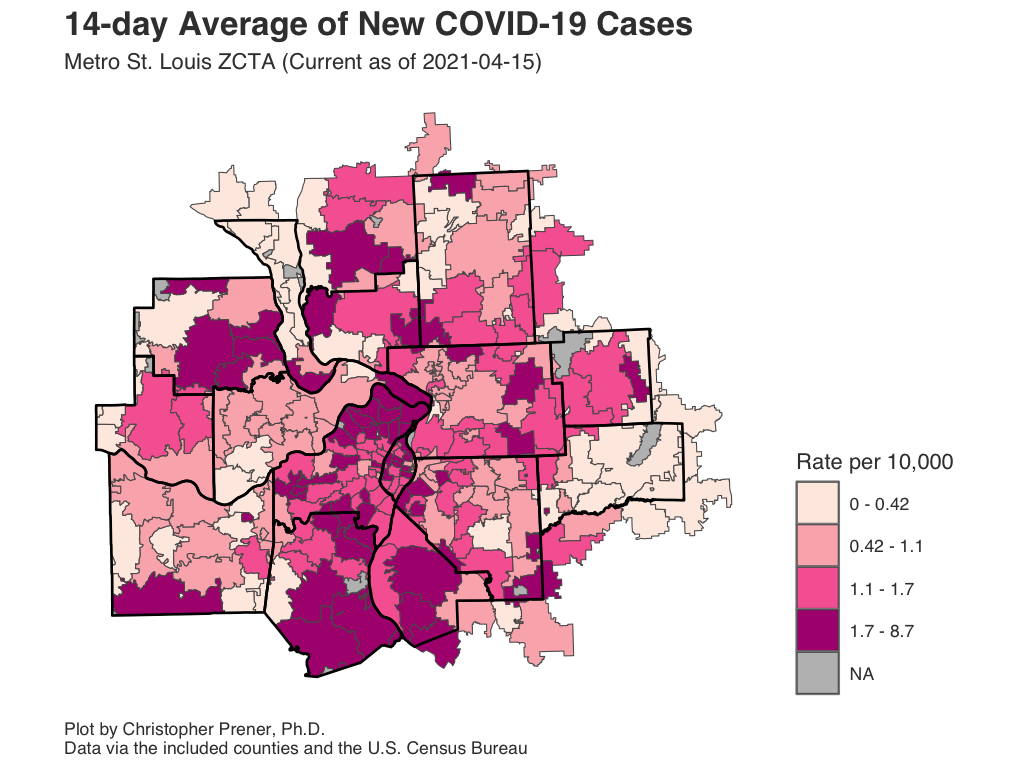 14-day Average of New COVID-19 Cases
Metro St. Louis ZCTA (Current as of 2021-04-15)
Rate per 10,000
0 - 0.42
0.42 - 1.1
1.1 - 1.7
1.7 - 8.7
NA
Plot by Christopher Prener, Ph.D.
Data via the included counties and the U.S. Census Bureau